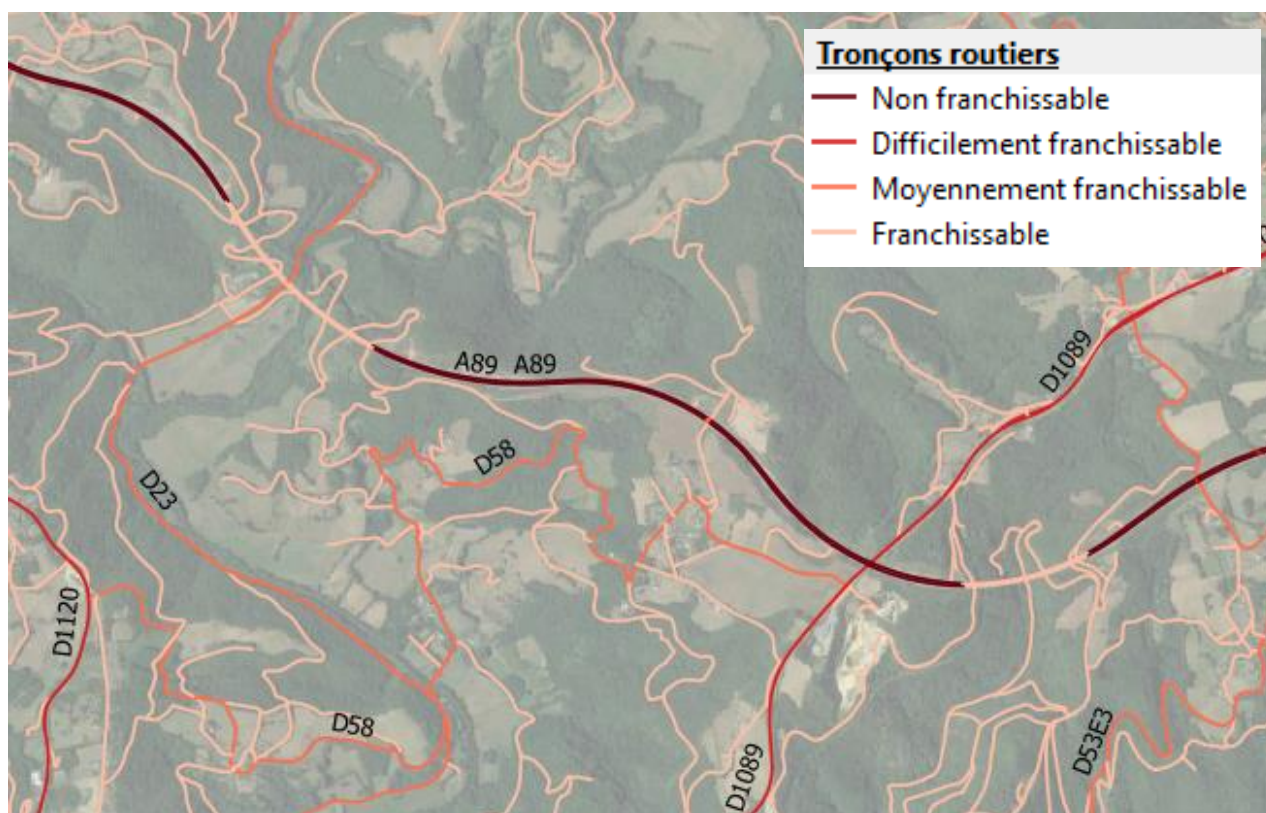 Tronçons routiers
Non franchissable
Difficilement franchissable
Moyennement franchissable
Franchissable
D1089
A89 A89
D58
D23
D1120
D58
D53E3
D1089